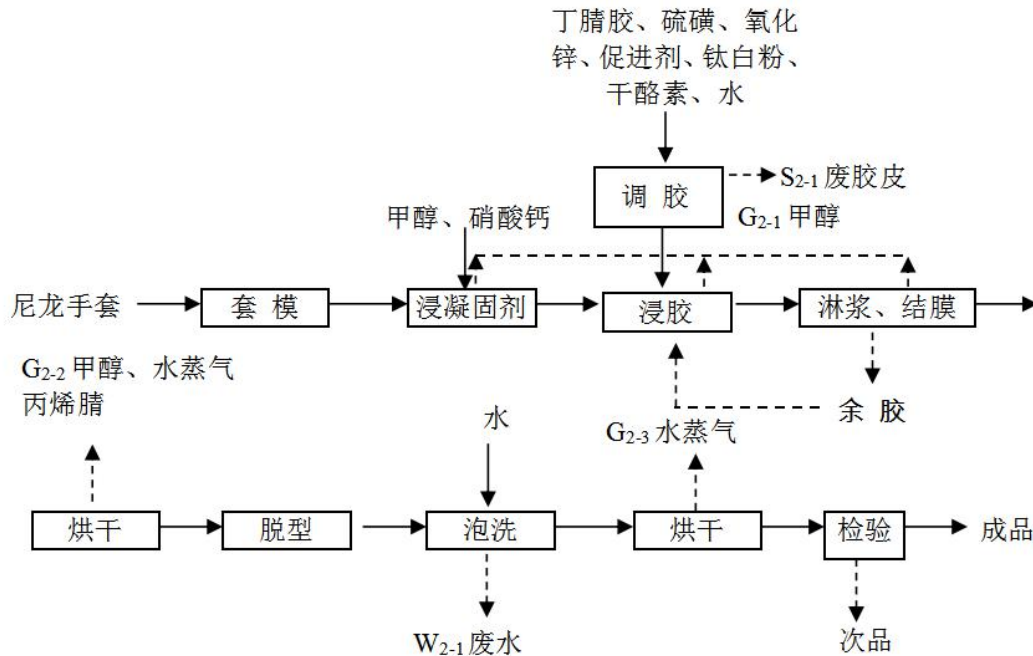 丁腈胶、硫磺、氧化
锌、促进剂、钛白粉、
干酪素、水
调 胶
S2-1 废胶皮
甲醇、硝酸钙
G2-1 甲醇
尼龙手套
套 模
浸凝固剂
浸胶
淋浆、结膜
G2-2 甲醇、水蒸气
丙烯腈
余 胶
水
G2-3 水蒸气
烘干
脱型
泡洗
烘干
检验
成品
W2-1 废水
次品